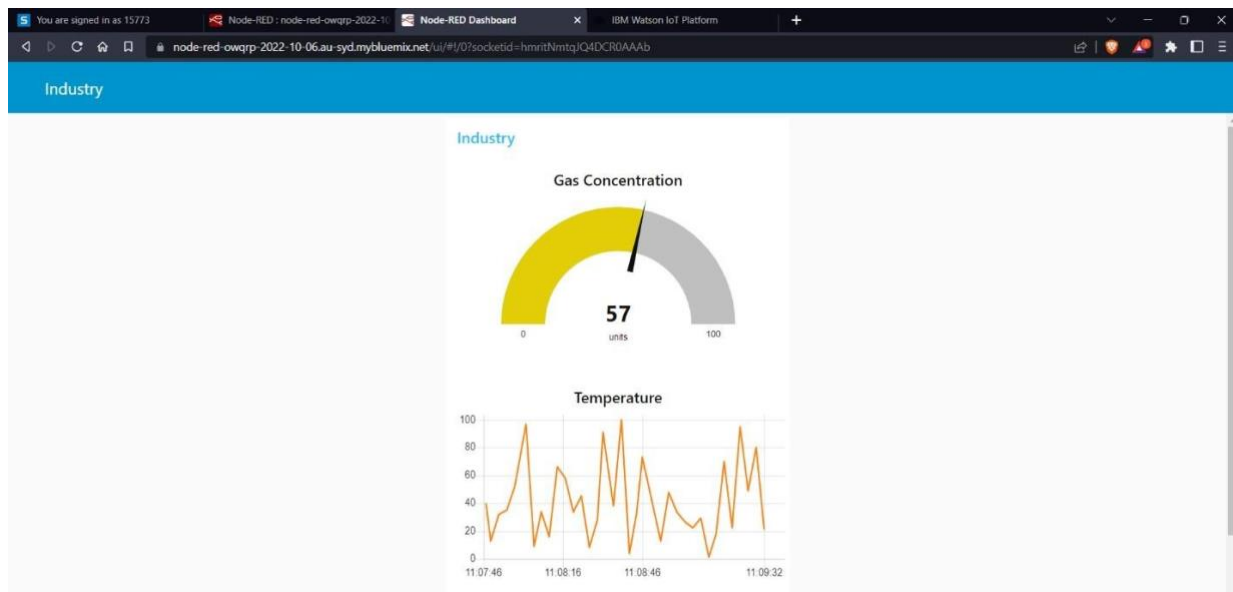 You are signed in as 15773
Node-RED : node-red-owqrp-2022-10
Node-RED Dashboard
IBM Watson IoT Platform
node-red-owqrp-2022-10-06.au-syd.mybluemix.net/ui/#!/0?socketid=hmritNmtqJQ4DCR0AAAb
Industry
Industry
Gas Concentration
57
0 units 100
Temperature
100
80
60
40
20
0
11:07:46 11:08:16 11:08:46 11:09:32